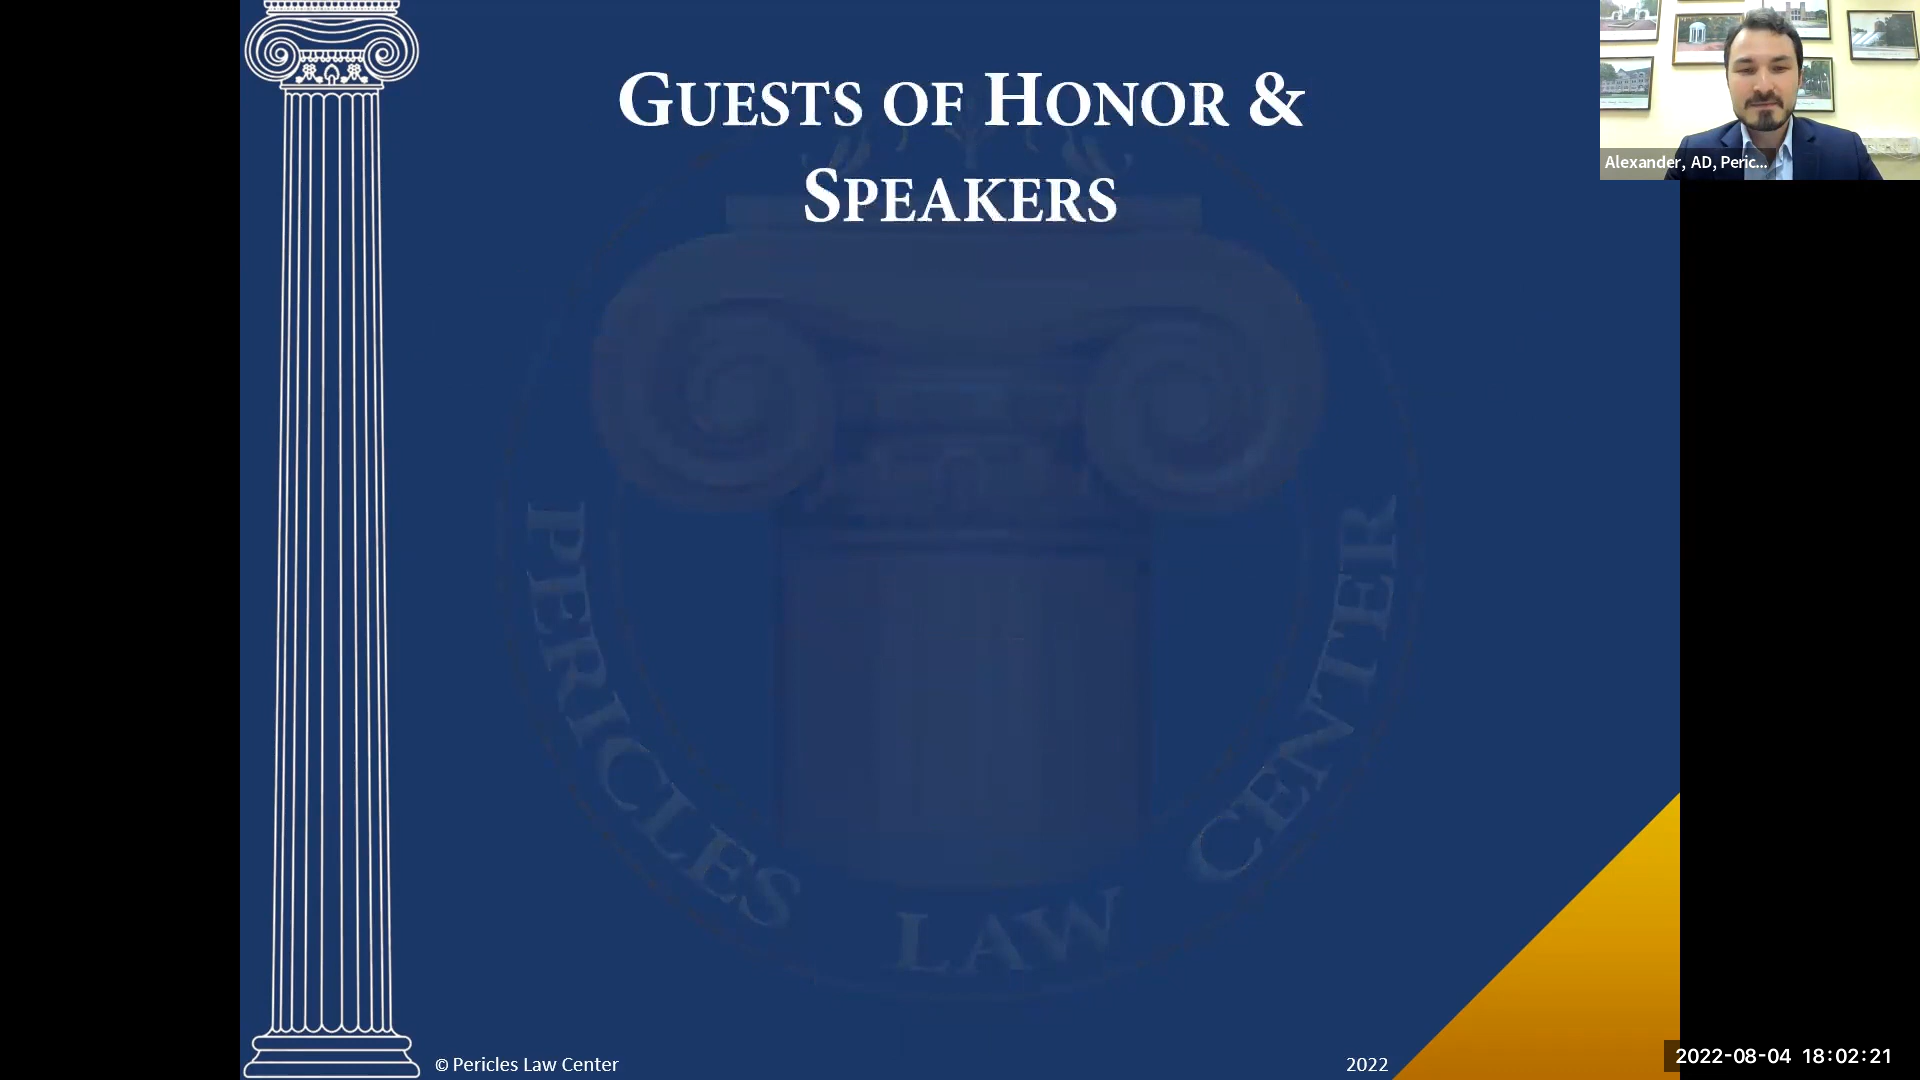 GUESTS OF HONOR &
SPEAKERS
Alexander, AD, Peric...
PERICLES LAW CENTER
© Pericles Law Center
2022
2022-08-04 18:02:21